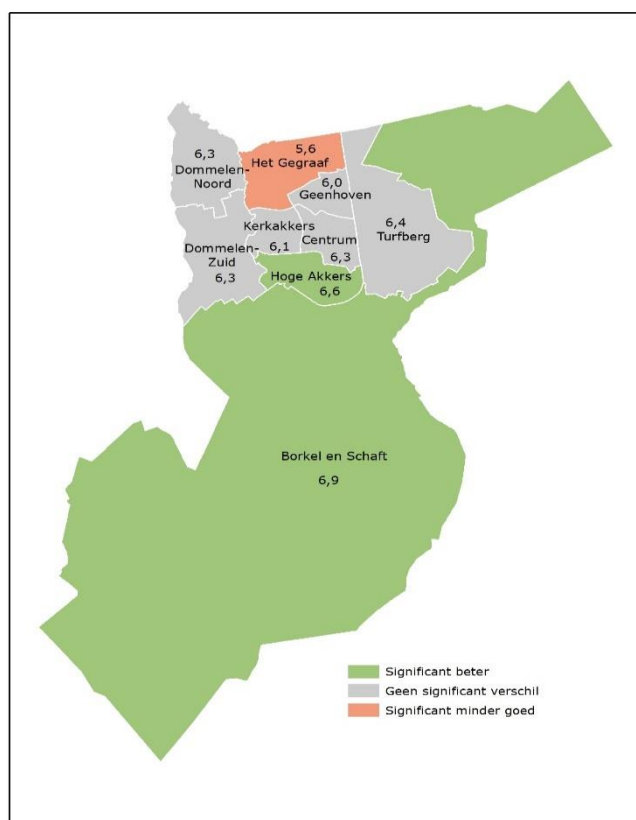 6,3
Dommelen-
Noord
5,6
Het Gegraaf
6,0
Geenhoven
6,4
Turfberg
Kerkakkers
6,1
Centrum
6,3
Dommelen-
Zuid
6,3
Hoge Akkers
6,6
Borkel en Schaft
6,9
Significant beter
Geen significant verschil
Significant minder goed